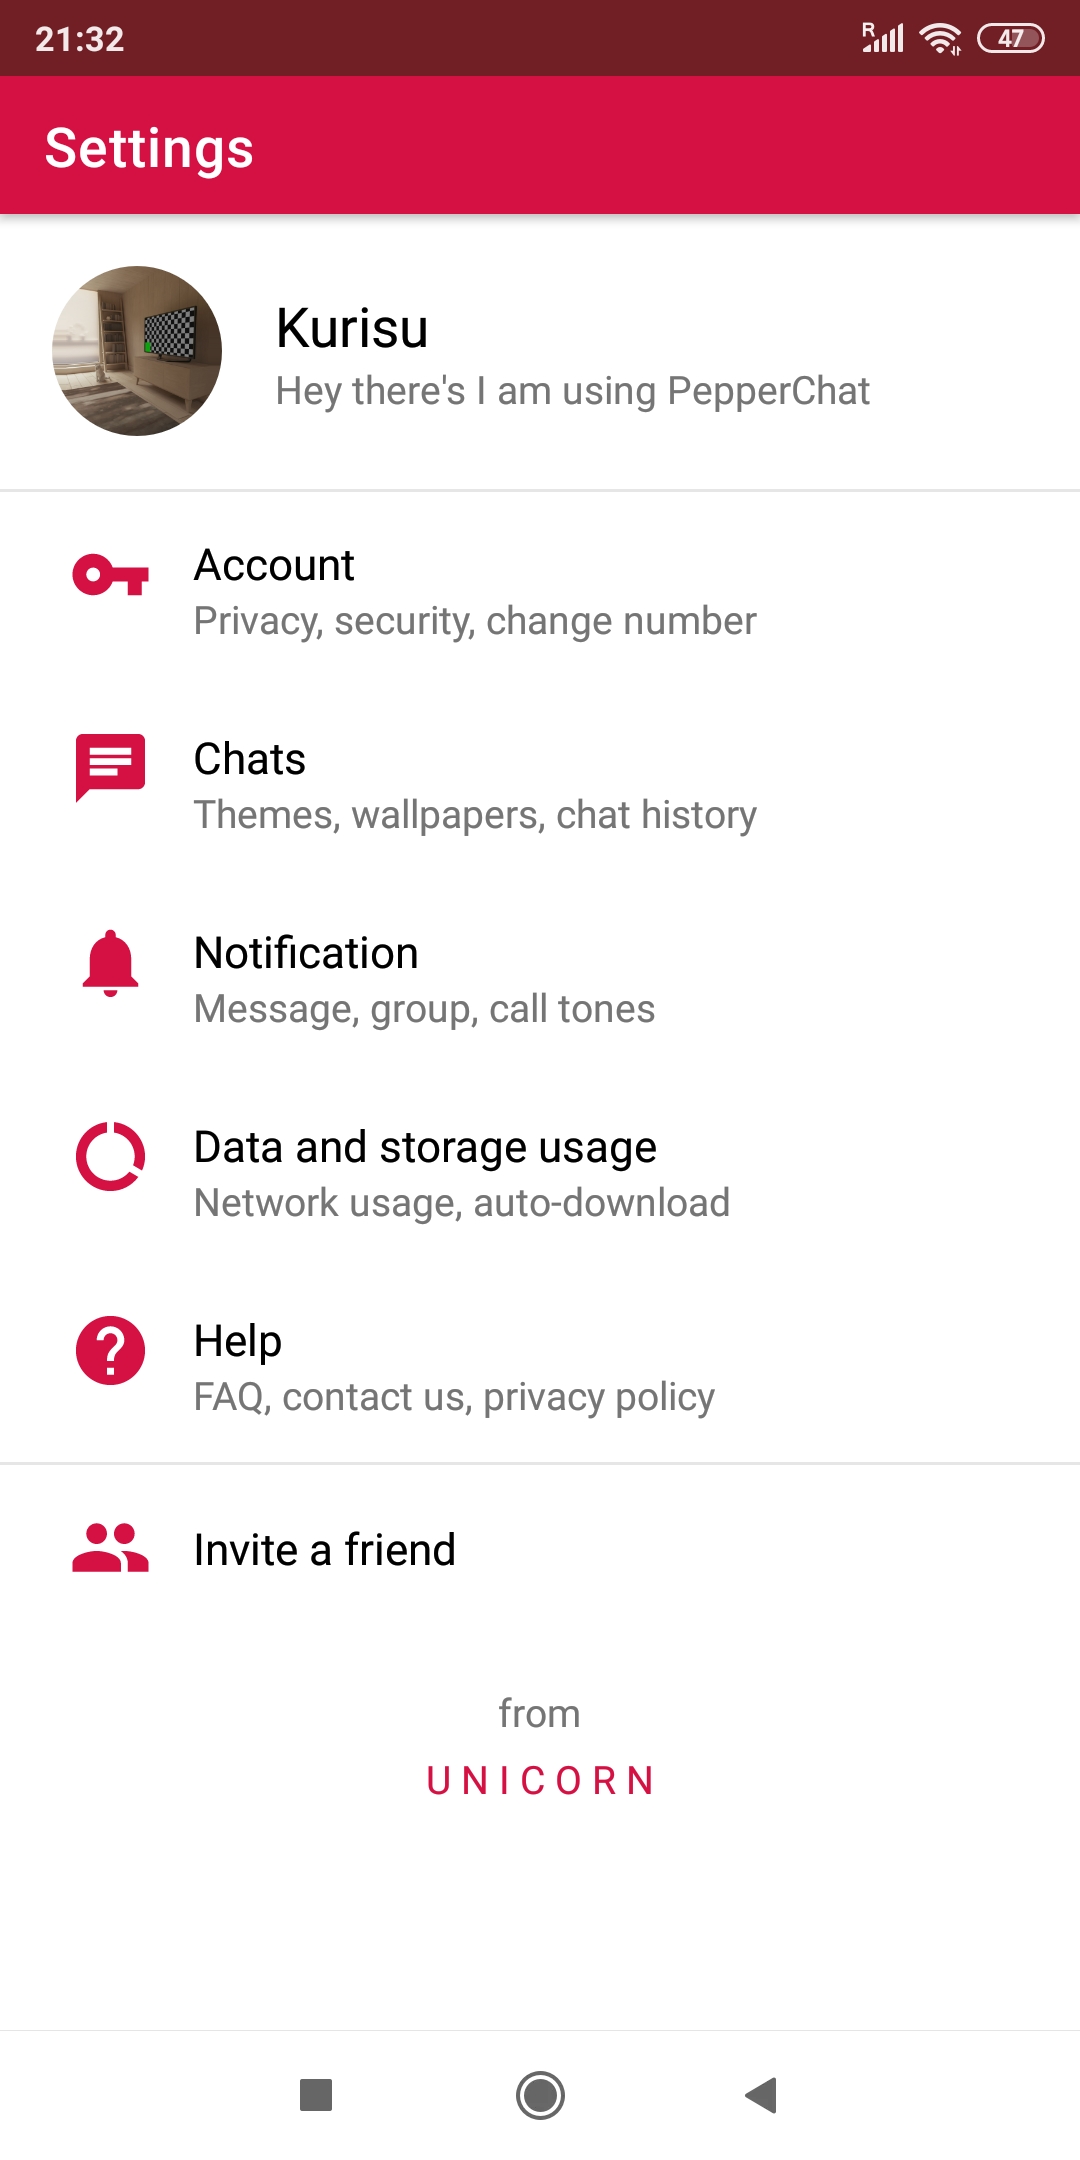 21:32
R
47
Settings
Kurisu
Hey there's I am using PepperChat
Account
Privacy, security, change number
Chats
Themes, wallpapers, chat history
Notification
Message, group, call tones
Data and storage usage
Network usage, auto-download
Help
FAQ, contact us, privacy policy
Invite a friend
from
UNICORN